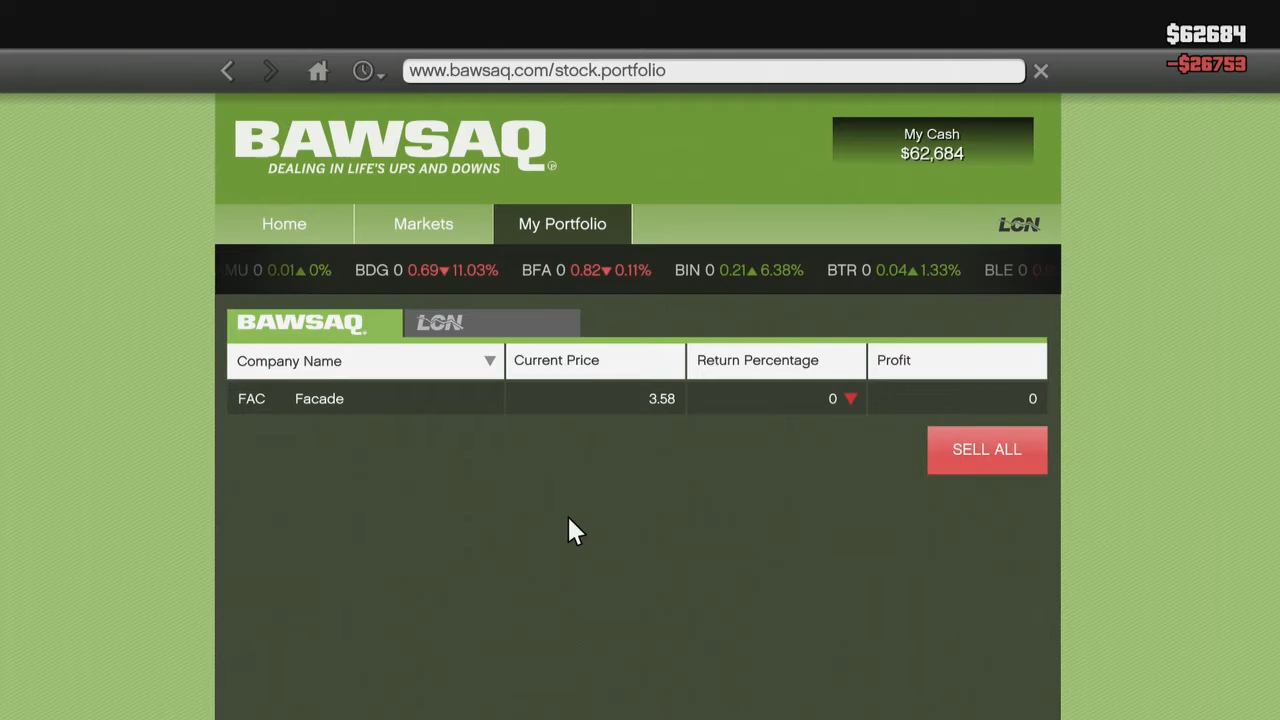 $62684
-$26753
www.bawsaq.com/stock.portfolio
BAWSAQ
DEALING IN LIFE'S UPS AND DOWNS
My Cash
$62,684
Home Markets My Portfolio LCN
MU 0 0.01▲0% BDG 0 0.69▼11.03% BFA 0 0.82▼0.11% BIN 0 0.21▲6.38% BTR 0 0.04▲1.33% BLE 0
BAWSAQ LCN
Company Name ▼ Current Price Return Percentage Profit
FAC Facade 3.58 0 ▼ 0
SELL ALL